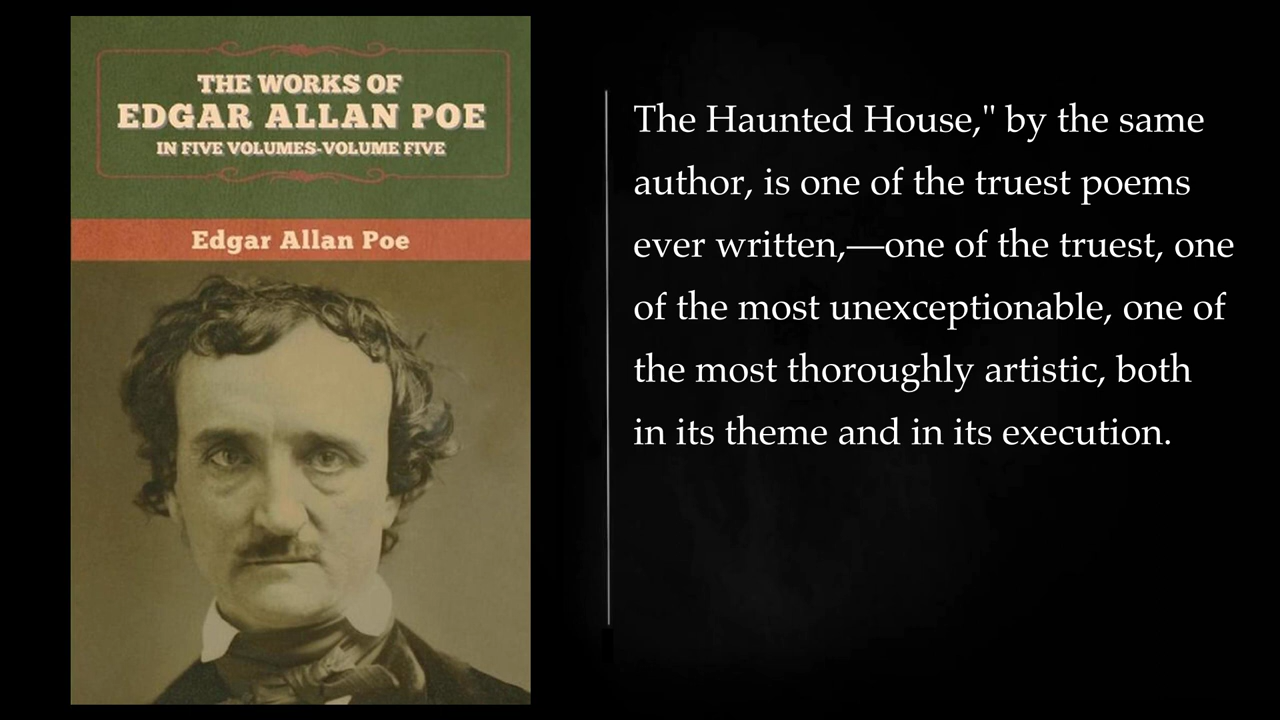 THE WORKS OF
EDGAR ALLAN POE
IN FIVE VOLUMES-VOLUME FIVE
Edgar Allan Poe
The Haunted House," by the same
author, is one of the truest poems
ever written,—one of the truest, one
of the most unexceptionable, one of
the most thoroughly artistic, both
in its theme and in its execution.